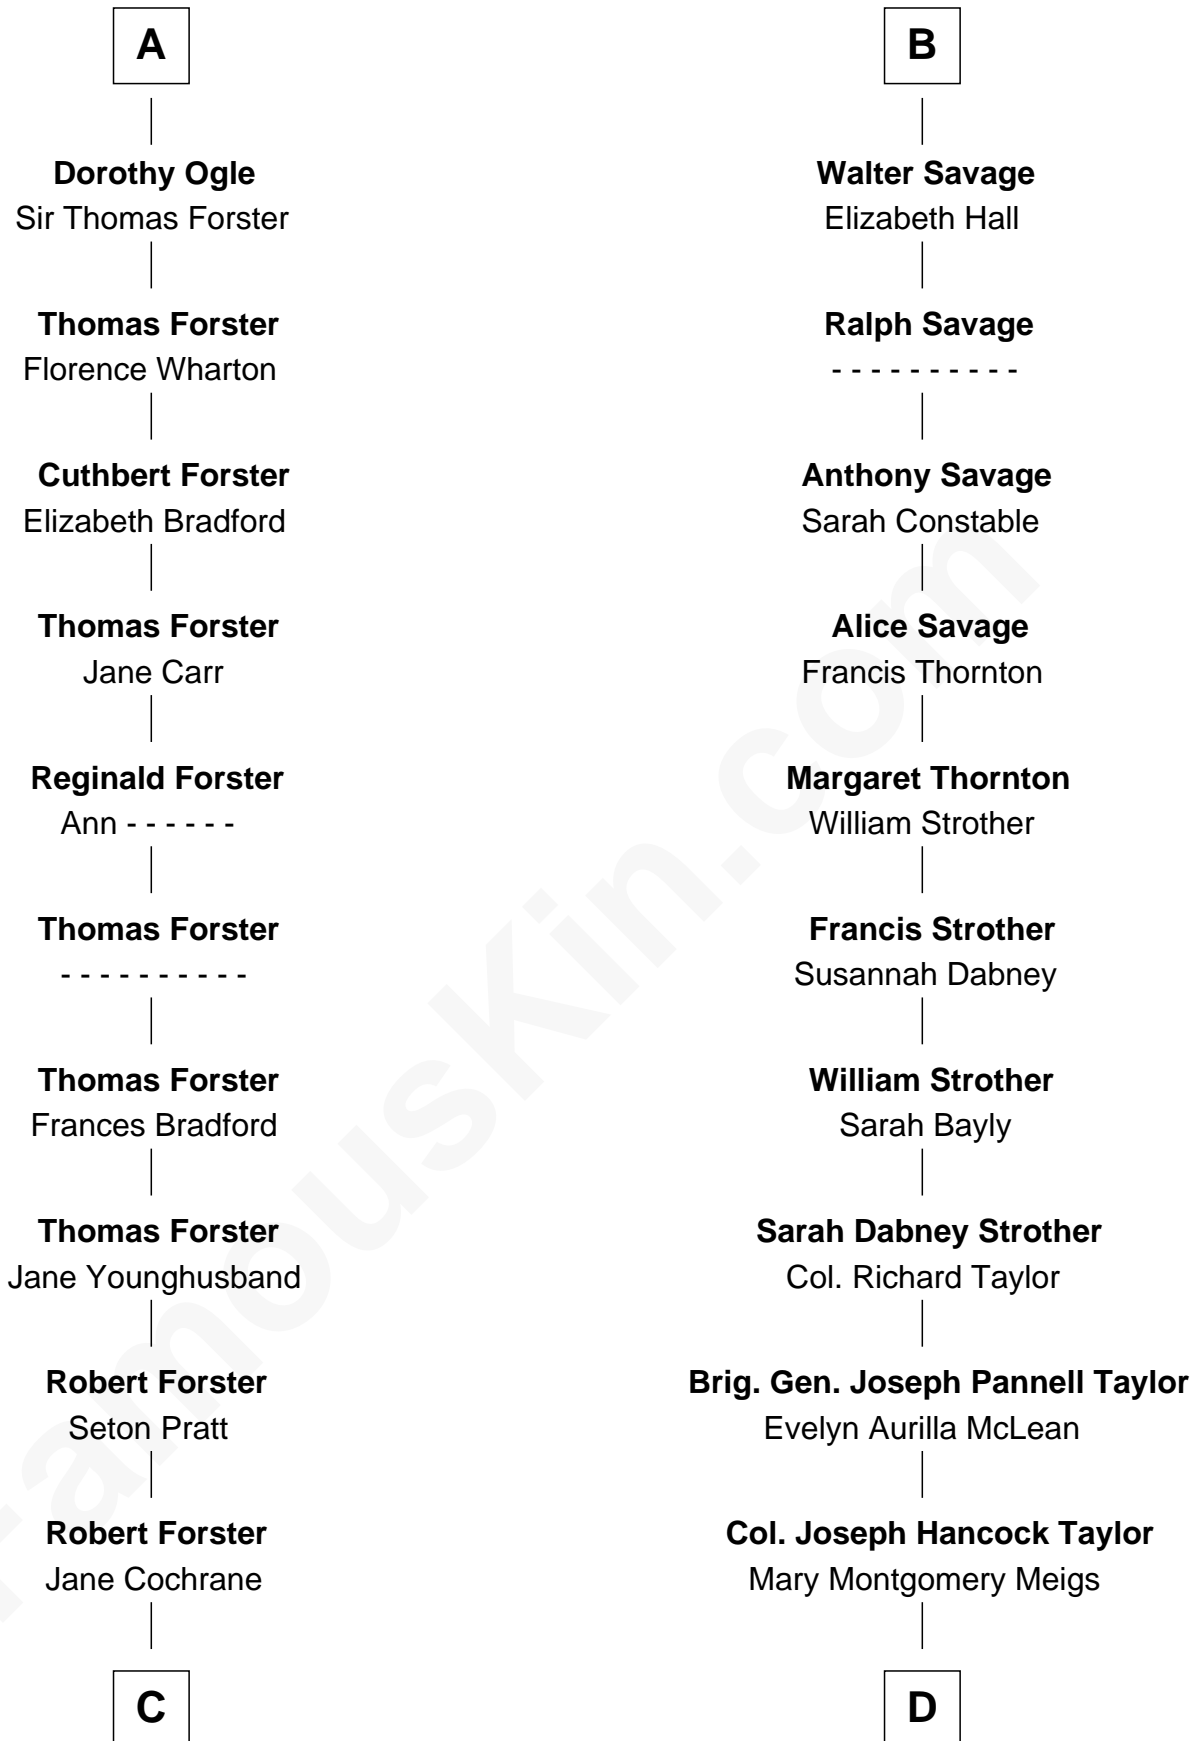 A
Dorothy Ogle
Sir Thomas Forster
Thomas Forster
Florence Wharton
Cuthbert Forster
Elizabeth Bradford
Thomas Forster
Jane Carr
Reginald Forster
Ann - - - - - -
Thomas Forster
- - - - - - - - - -
Thomas Forster
Frances Bradford
Thomas Forster
Jane Younghusband
Robert Forster
Seton Pratt
Robert Forster
Jane Cochrane
C
B
Walter Savage
Elizabeth Hall
Ralph Savage
- - - - - - - - - -
Anthony Savage
Sarah Constable
Alice Savage
Francis Thornton
Margaret Thornton
William Strother
Francis Strother
Susannah Dabney
William Strother
Sarah Bayly
Sarah Dabney Strother
Col. Richard Taylor
Brig. Gen. Joseph Pannell Taylor
Evelyn Aurilla McLean
Col. Joseph Hancock Taylor
Mary Montgomery Meigs
D
FamousKin.com